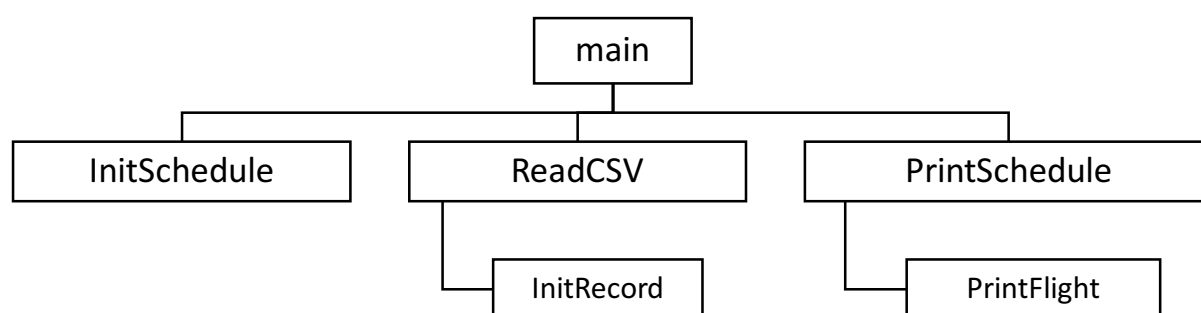 main
InitSchedule
ReadCSV
PrintSchedule
InitRecord
PrintFlight